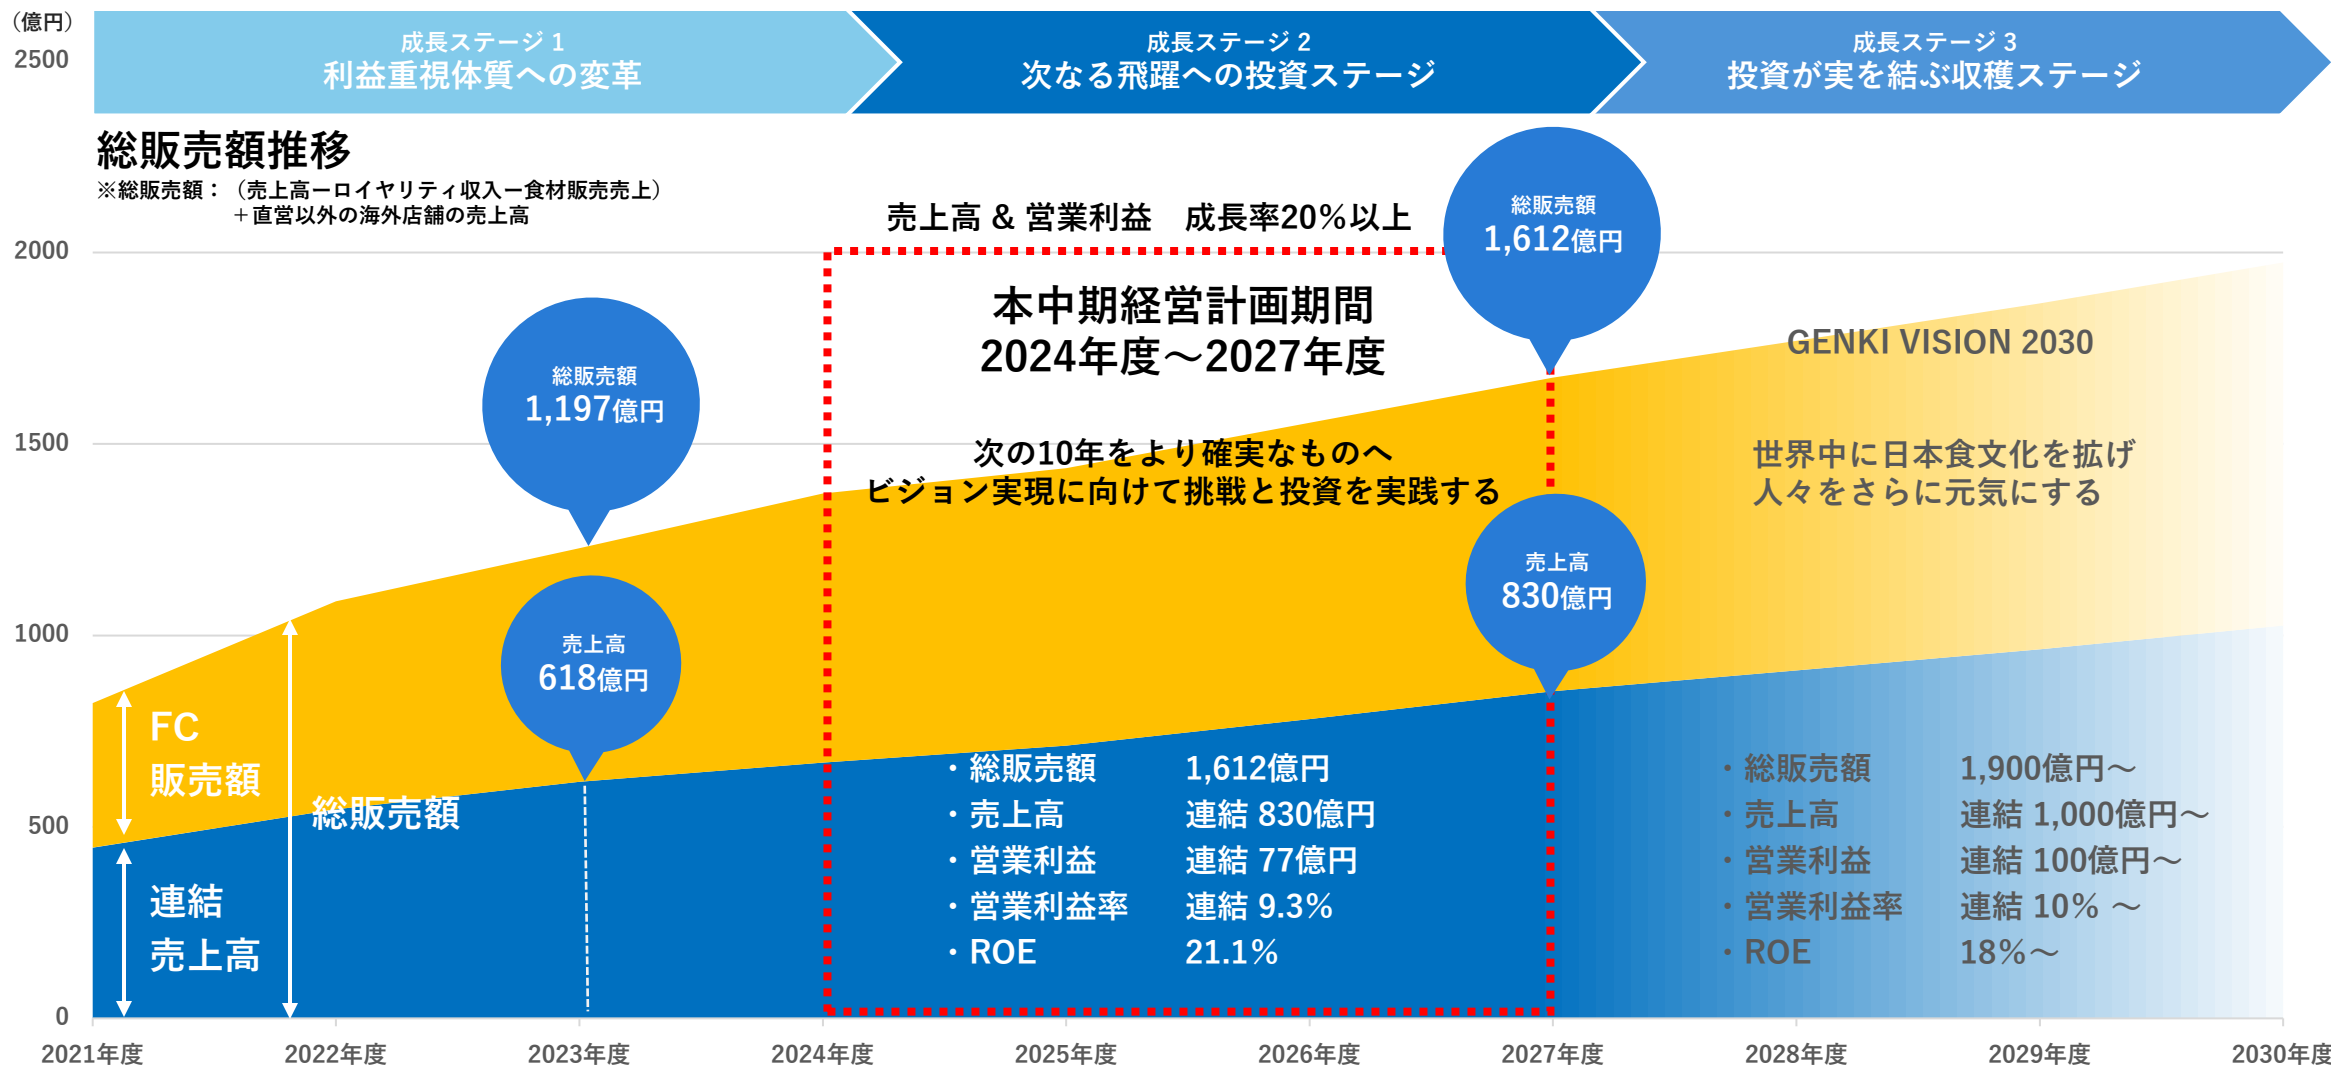 （億円）
成長ステージ 1
利益重視体質への変革
成長ステージ 2
次なる飛躍への投資ステージ
成長ステージ 3
投資が実を結ぶ収穫ステージ
2500
総販売額推移
※総販売額：（売上高ーロイヤリティ収入ー食材販売売上）
＋直営以外の海外店舗の売上高
売上高 & 営業利益　成長率20%以上
総販売額
1,612億円
2000
本中期経営計画期間
2024年度～2027年度
GENKI VISION 2030
総販売額
1,197億円
1500
次の10年をより確実なものへ
ビジョン実現に向けて挑戦と投資を実践する
世界中に日本食文化を拡げ
人々をさらに元気にする
売上高
830億円
1000
売上高
618億円
FC
販売額
総販売額
500
連結
売上高
・総販売額　1,612億円
・売上高　連結 830億円
・営業利益　連結 77億円
・営業利益率　連結 9.3%
・ROE　21.1%
・総販売額　1,900億円～
・売上高　連結 1,000億円～
・営業利益　連結 100億円～
・営業利益率　連結 10% ～
・ROE　18%～
0
2021年度 2022年度 2023年度 2024年度 2025年度 2026年度 2027年度 2028年度 2029年度 2030年度